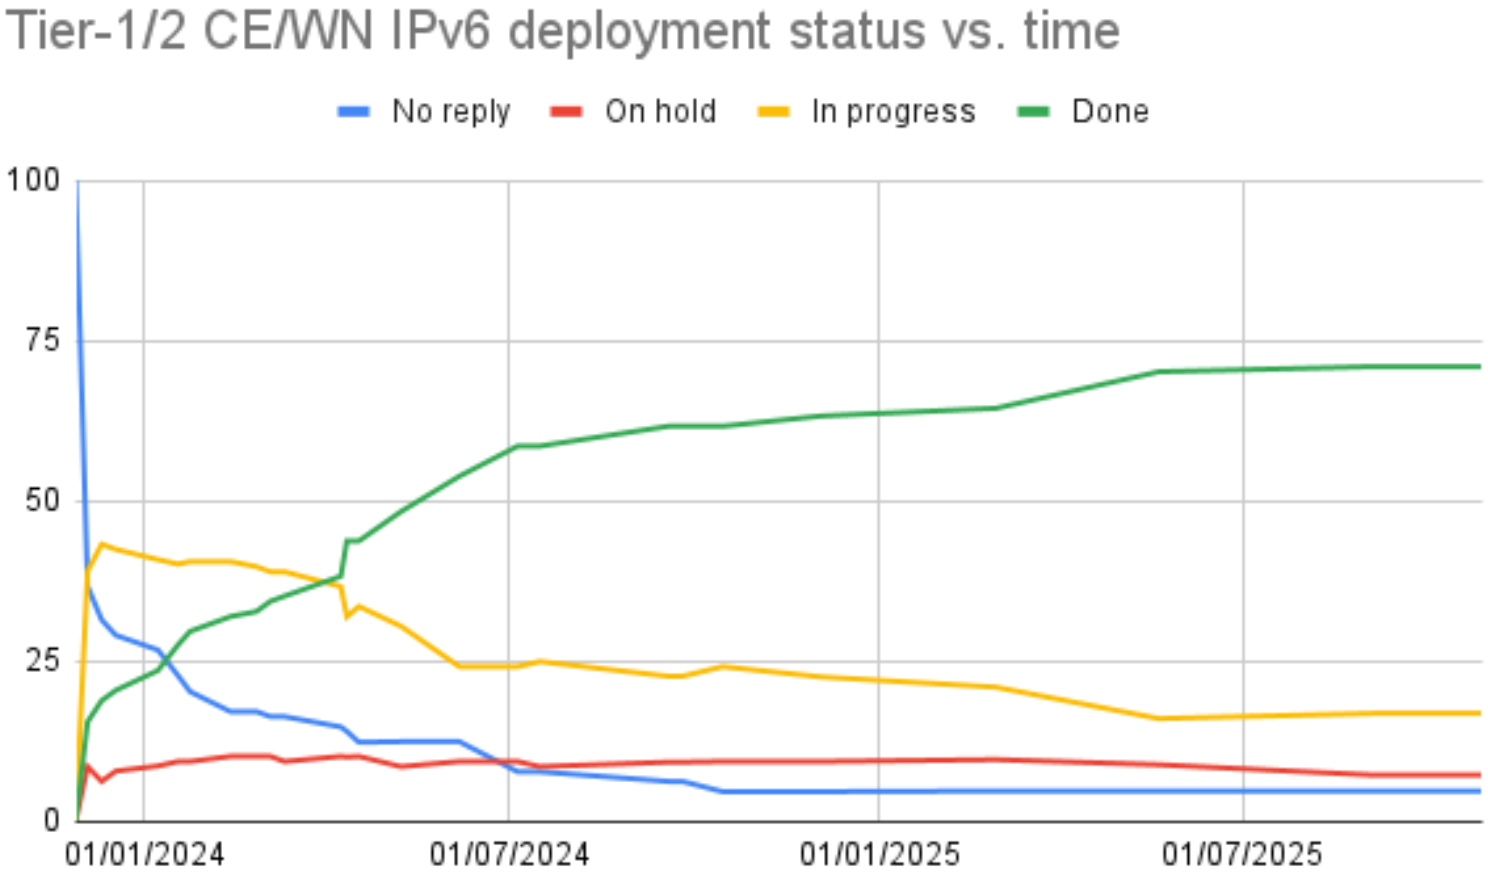 Tier-1/2 CE/WN IPv6 deployment status vs. time
No reply On hold In progress Done
100
75
50
25
0
01/01/2024 01/07/2024 01/01/2025 01/07/2025